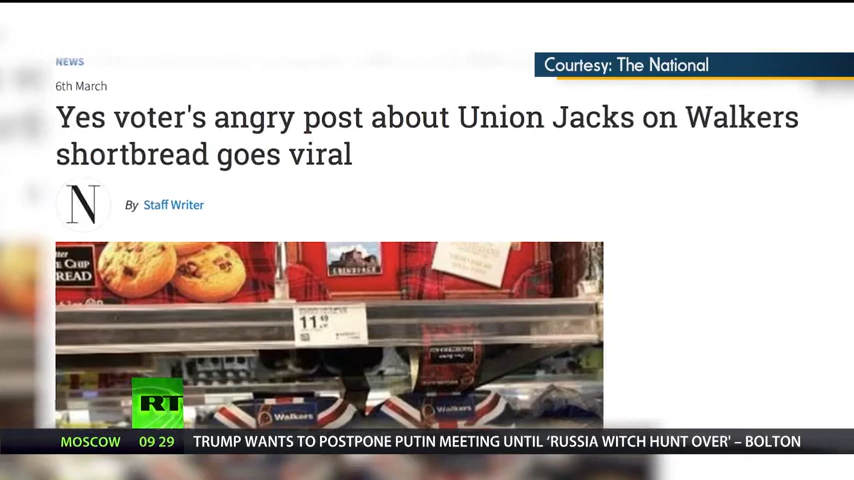 NEWS
Courtesy: The National
6th March
Yes voter's angry post about Union Jacks on Walkers
shortbread goes viral
N
By Staff Writer
E CHIP
READ
EDINBURGH
11.49
Walkers
Walkers
RT
MOSCOW 09 29 TRUMP WANTS TO POSTPONE PUTIN MEETING UNTIL 'RUSSIA WITCH HUNT OVER' – BOLTON